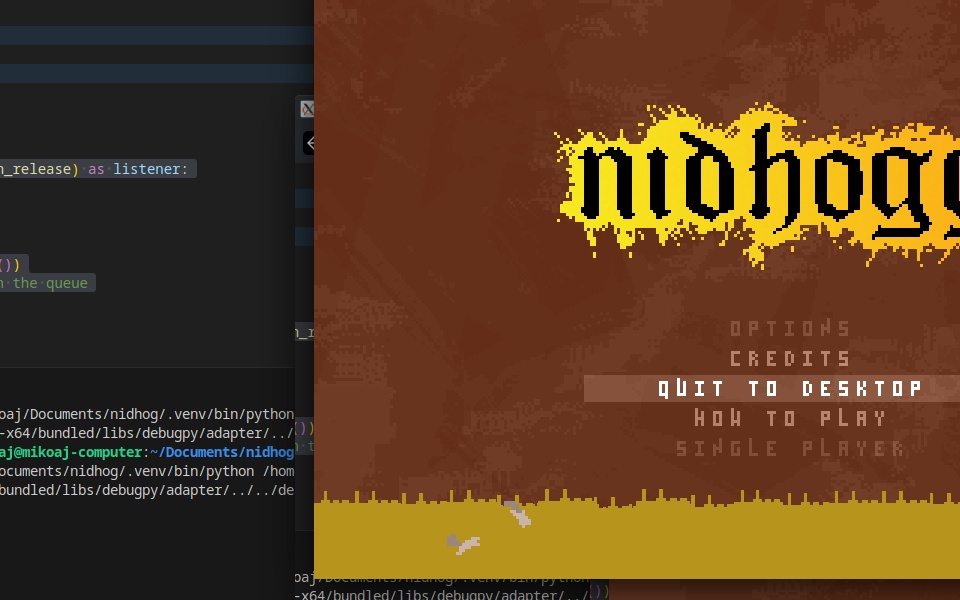 n_release) as listener:
())
n the queue
oaj/Documents/nidhog/.venv/bin/python
-x64/bundled/libs/debugpy/adapter/../
aj@mikoaj-computer:~/Documents/nidhog
ocuments/nidhog/.venv/bin/python /hom
bundled/libs/debugpy/adapter/../../de
n_r
())
n t
nidhogg
OPTIONS
CREDITS
QUIT TO DESKTOP
HOW TO PLAY
SINGLE PLAYER
oaj/Documents/nidhog/.venv/bin/python
-x64/bundled/libs/debugpy/adapter/../
())